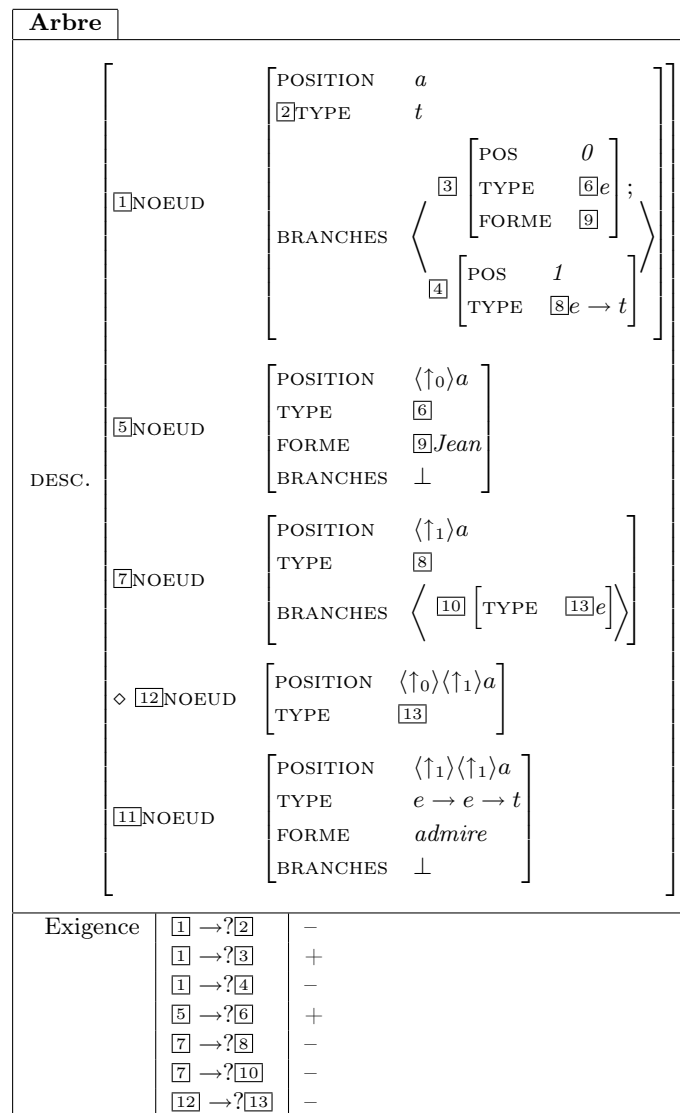 Arbre
POSITION a
[2]TYPE t
[3] POS 0
TYPE [6]e ;
FORME [9]
[1]NOEUD BRANCHES
[4] POS 1
TYPE [8]e → t
POSITION ⟨↑₀⟩a
TYPE [6]
[5]NOEUD
FORME [9]Jean
BRANCHES ⊥
DESC.
POSITION ⟨↑₁⟩a
TYPE [8]
[7]NOEUD
BRANCHES ⟨ [10] [TYPE [13]e] ⟩
POSITION ⟨↑₀⟩⟨↑₁⟩a
⋄ [12]NOEUD
TYPE [13]
POSITION ⟨↑₁⟩⟨↑₁⟩a
TYPE e → e → t
[11]NOEUD
FORME admire
BRANCHES ⊥
Exigence [1] →?[2] –
[1] →?[3] +
[1] →?[4] –
[5] →?[6] +
[7] →?[8] –
[7] →?[10] –
[12] →?[13] –